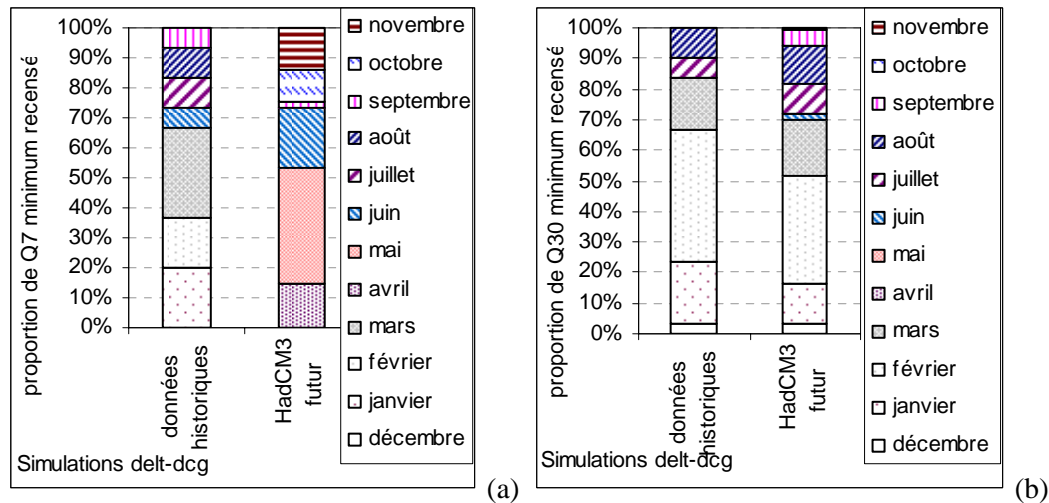 proportion de Q7 minimum recensé
100%
90%
80%
70%
60%
50%
40%
30%
20%
10%
0%
données
historiques
HadCM3
futur
Simulations delt-dcg
novembre
octobre
septembre
août
juillet
juin
mai
avril
mars
février
janvier
décembre
(a)
proportion de Q30 minimum recensé
100%
90%
80%
70%
60%
50%
40%
30%
20%
10%
0%
données
historiques
HadCM3
futur
Simulations delt-dcg
novembre
octobre
septembre
août
juillet
juin
mai
avril
mars
février
janvier
décembre
(b)